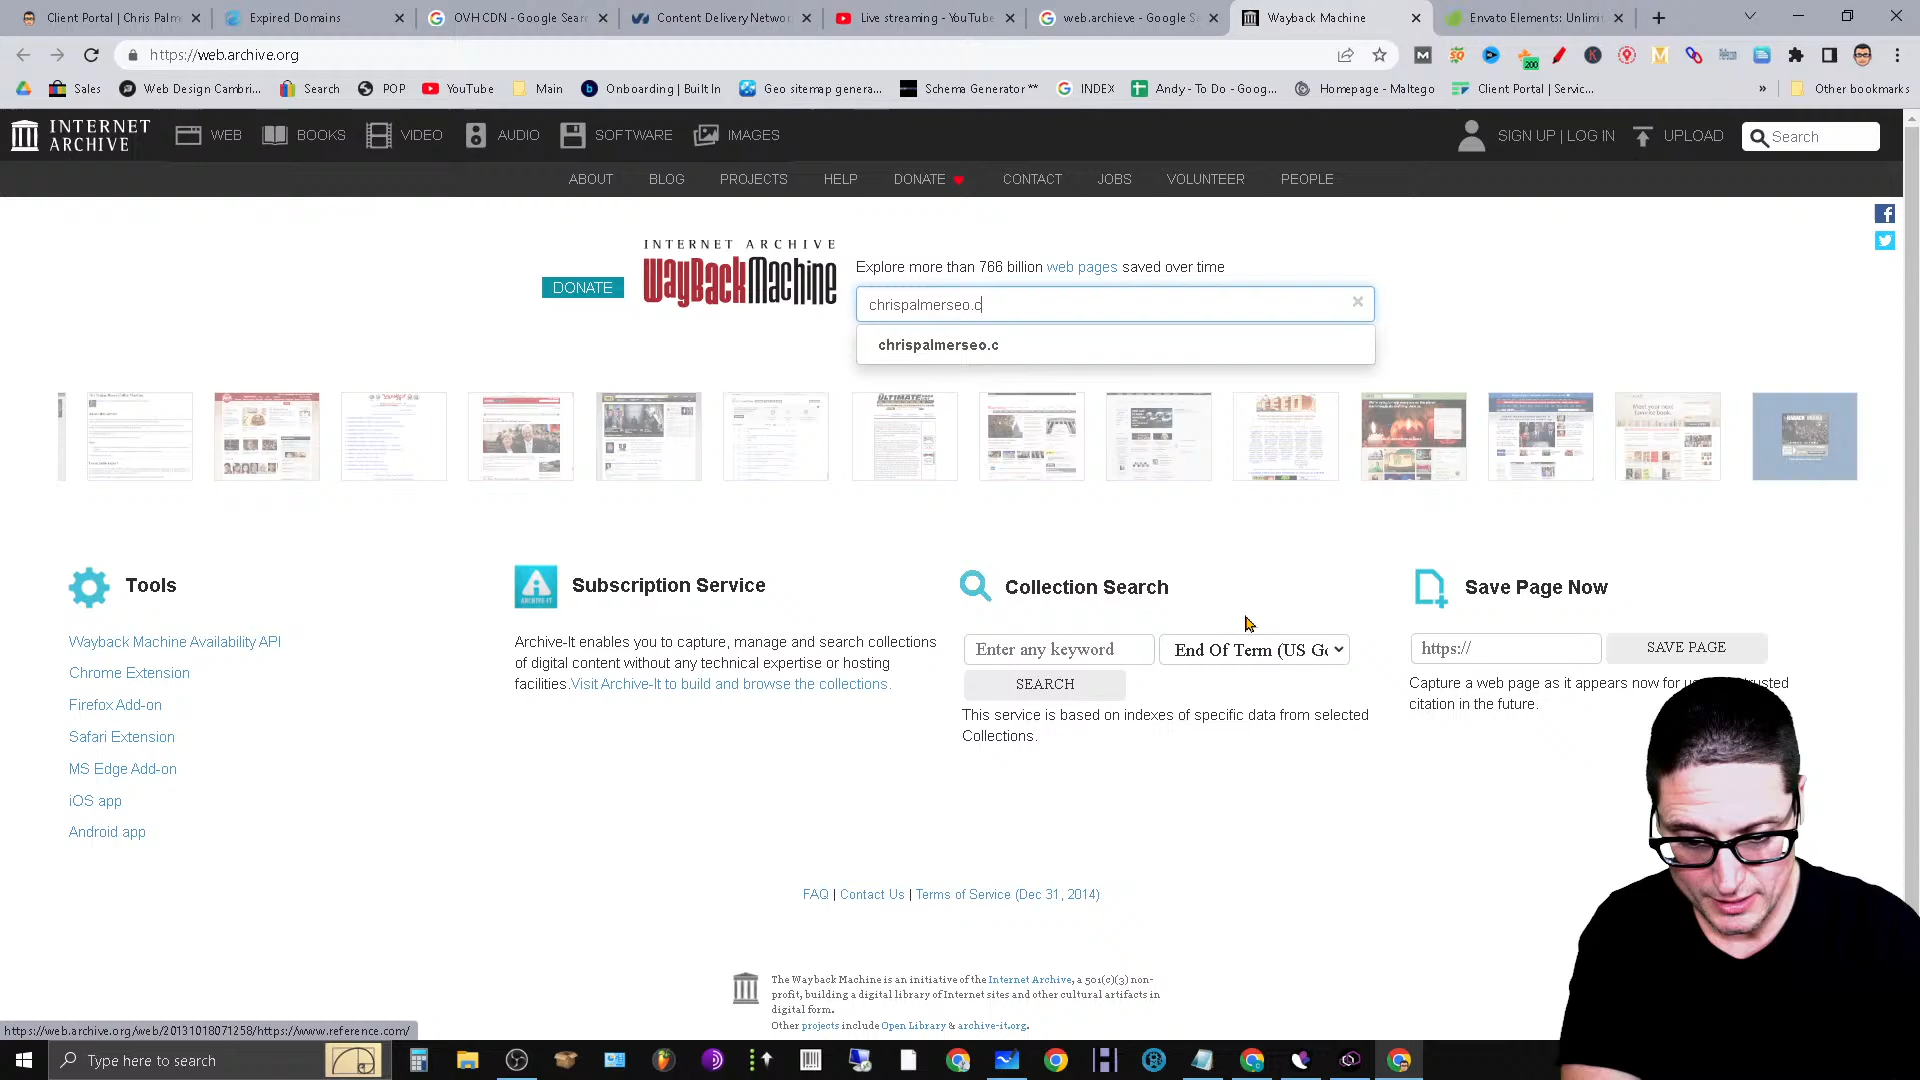 Client Portal | Chris Palm
Expired Domains
OVH CDN - Google Sear
Content Delivery Networ
Live streaming - YouTube
web.archieve - Google S
Wayback Machine
Envato Elements: Unlimi
https://web.archive.org
Sales
Web Design Cambri...
Search
POP
YouTube
Main
Onboarding | Built In
Geo sitemap genera...
Schema Generator **
INDEX
Andy - To Do - Goog...
Homepage - Maltego
Client Portal | Servic...
»
Other bookmarks
INTERNET
ARCHIVE
WEB
BOOKS
VIDEO
AUDIO
SOFTWARE
IMAGES
SIGN UP | LOG IN
UPLOAD
Search
ABOUT
BLOG
PROJECTS
HELP
DONATE
CONTACT
JOBS
VOLUNTEER
PEOPLE
DONATE
INTERNET ARCHIVE
WayBackMachine
Explore more than 766 billion web pages saved over time
chrispalmerseo.c
chrispalmerseo.c
Tools
Wayback Machine Availability API
Chrome Extension
Firefox Add-on
Safari Extension
MS Edge Add-on
iOS app
Android app
Subscription Service
Archive-It enables you to capture, manage and search collections
of digital content without any technical expertise or hosting
facilities.Visit Archive-It to build and browse the collections.
Collection Search
Enter any keyword
End Of Term (US Go
SEARCH
This service is based on indexes of specific data from selected
Collections.
Save Page Now
https://
SAVE PAGE
Capture a web page as it appears now for
citation in the future.
FAQ | Contact Us | Terms of Service (Dec 31, 2014)
The Wayback Machine is an initiative of the Internet Archive, a 501(c)(3) non-
profit, building a digital library of Internet sites and other cultural artifacts in
digital form.
Other projects include Open Library & archive-it.org.
https://web.archive.org/web/20131018071258/https://www.reference.com/
Type here to search